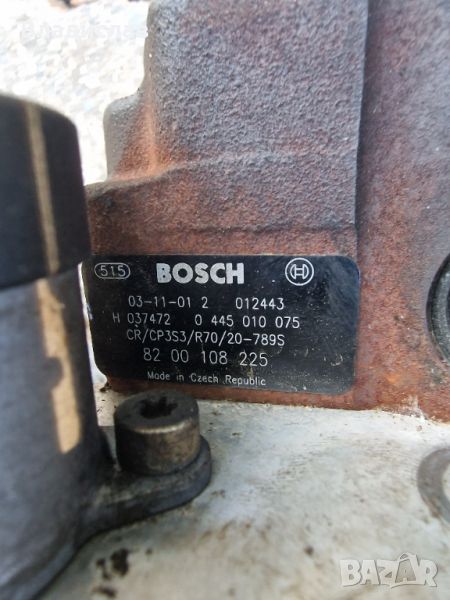 515 BOSCH
03-11-01 2 012443
H 037472 0 445 010 075
CR/CP3S3/R70/20-789S
82 00 108 225
Made in Czech Republic
BAZAR